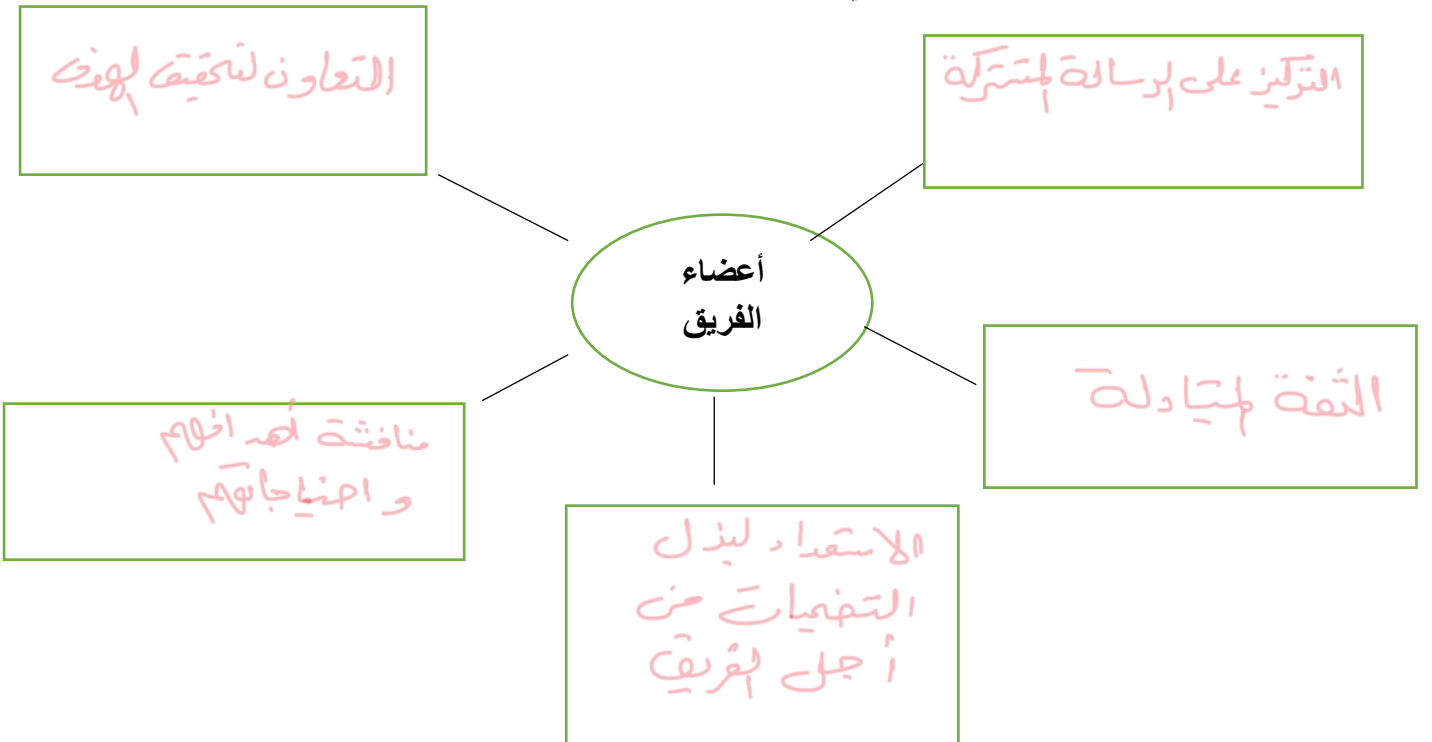 التركيز على الرسالة المشتركة
التعاون لتحقيق الهدف
أعضاء
الفريق
الثقة المتبادلة
مناقشة أهدافهم
و احتياجاتهم
الاستعداد لبذل
التضحيات من
أجل الفريق